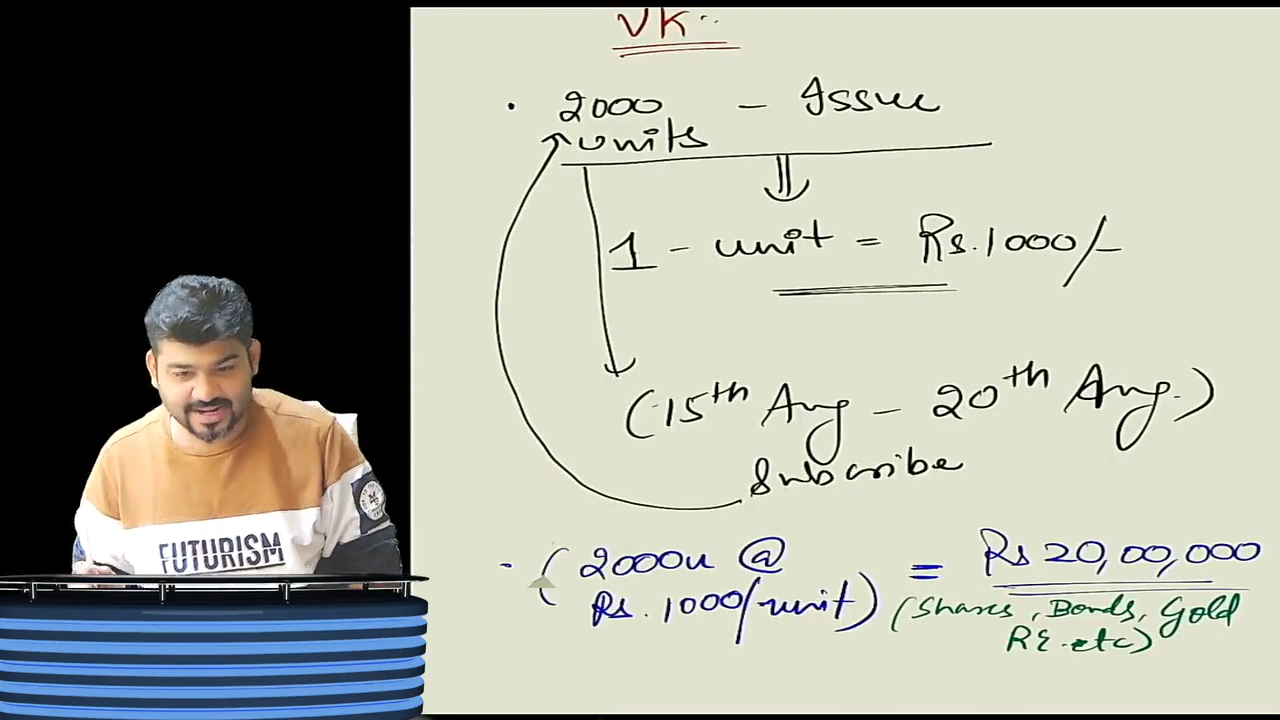 VK
• 2000 – Issue
units
1 - unit = Rs. 1000/-
(15th Aug – 20th Aug.)
Subscribe
• (2000u @ = Rs 20,00,000
Rs. 1000/unit) (Shares, Bonds, Gold
RE. etc)
FUTURISM